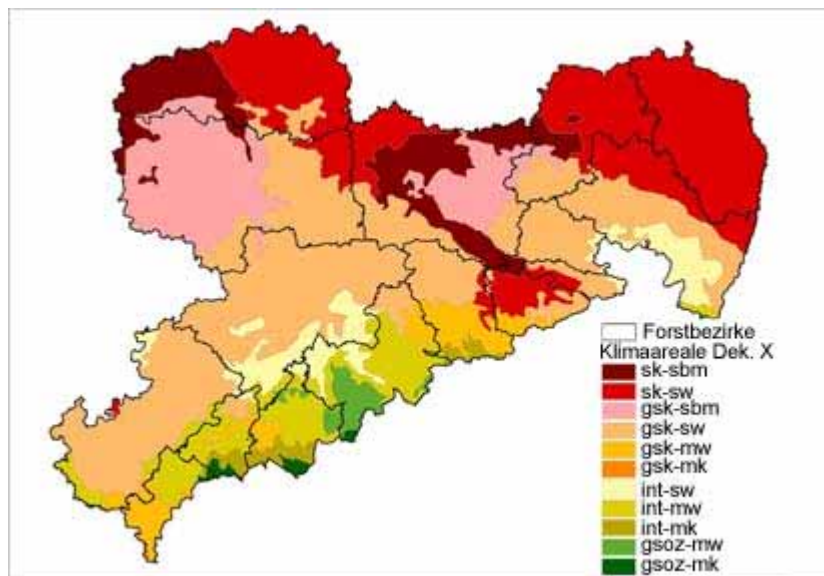 Forstbezirke
Klimaareale Dek. X
sk-sbm
sk-sw
gsk-sbm
gsk-sw
gsk-mw
gsk-mk
int-sw
int-mw
int-mk
gsoz-mw
gsoz-mk